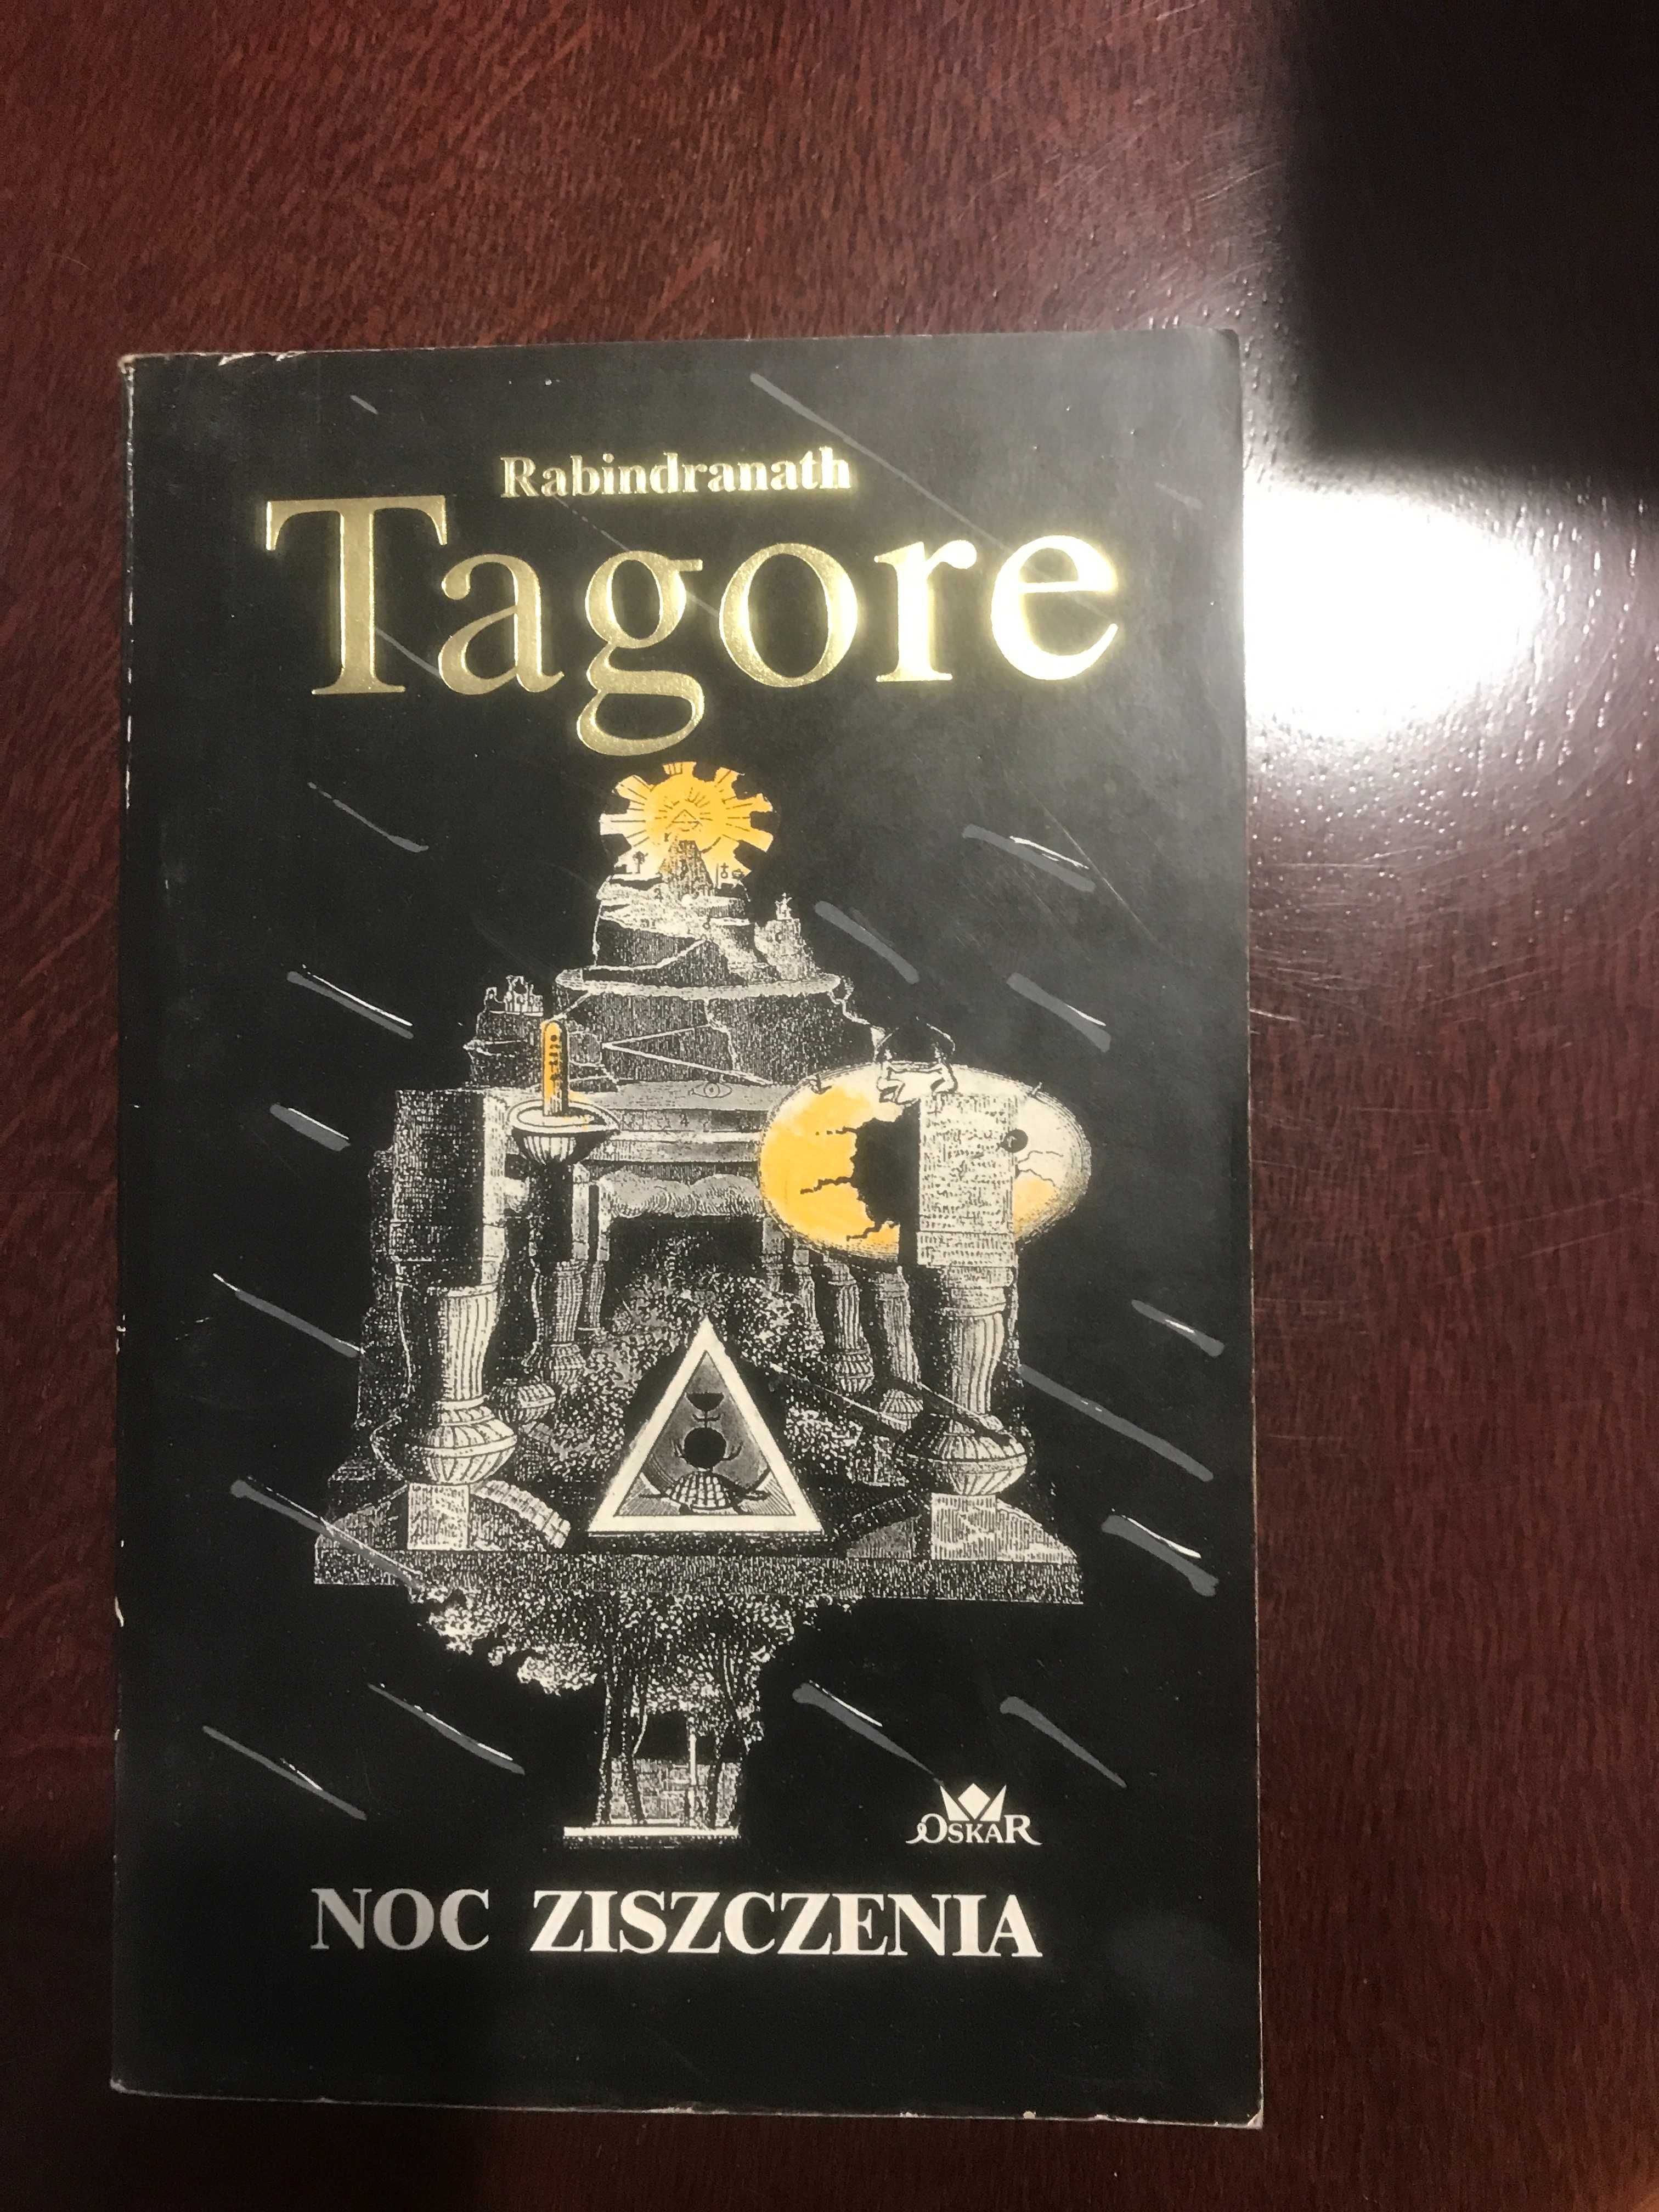 Rabindranath
Tagore
OSKAR
NOC ZISZCZENIA